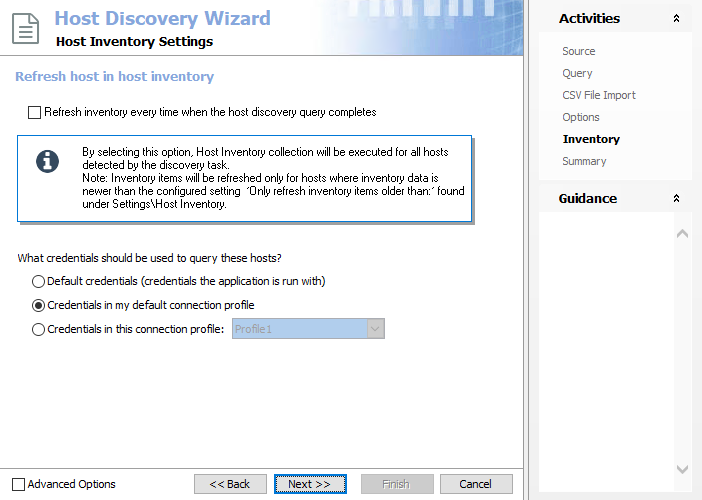 Host Discovery Wizard
Host Inventory Settings
Refresh host in host inventory
Refresh inventory every time when the host discovery query completes
By selecting this option, Host Inventory collection will be executed for all hosts
detected by the discovery task.
Note: Inventory items will be refreshed only for hosts where inventory data is
newer than the configured setting ´Only refresh inventory items older than:´ found
under Settings\Host Inventory.
What credentials should be used to query these hosts?
Default credentials (credentials the application is run with)
Credentials in my default connection profile
Credentials in this connection profile: Profile1
Advanced Options
<< Back
Next >>
Finish
Cancel
Activities
Source
Query
CSV File Import
Options
Inventory
Summary
Guidance